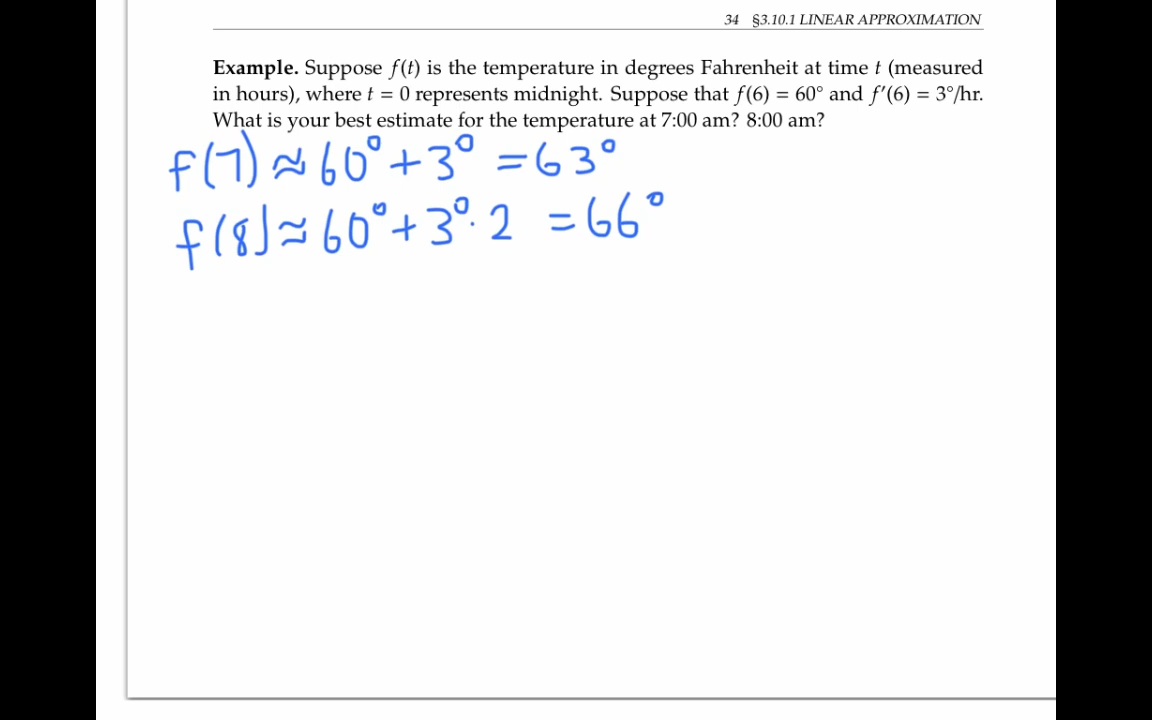 34 §3.10.1 LINEAR APPROXIMATION
Example. Suppose f(t) is the temperature in degrees Fahrenheit at time t (measured
in hours), where t = 0 represents midnight. Suppose that f(6) = 60° and f′(6) = 3°/hr.
What is your best estimate for the temperature at 7:00 am? 8:00 am?
f(7) ≈ 60° + 3° = 63°
f(8) ≈ 60° + 3° · 2 = 66°